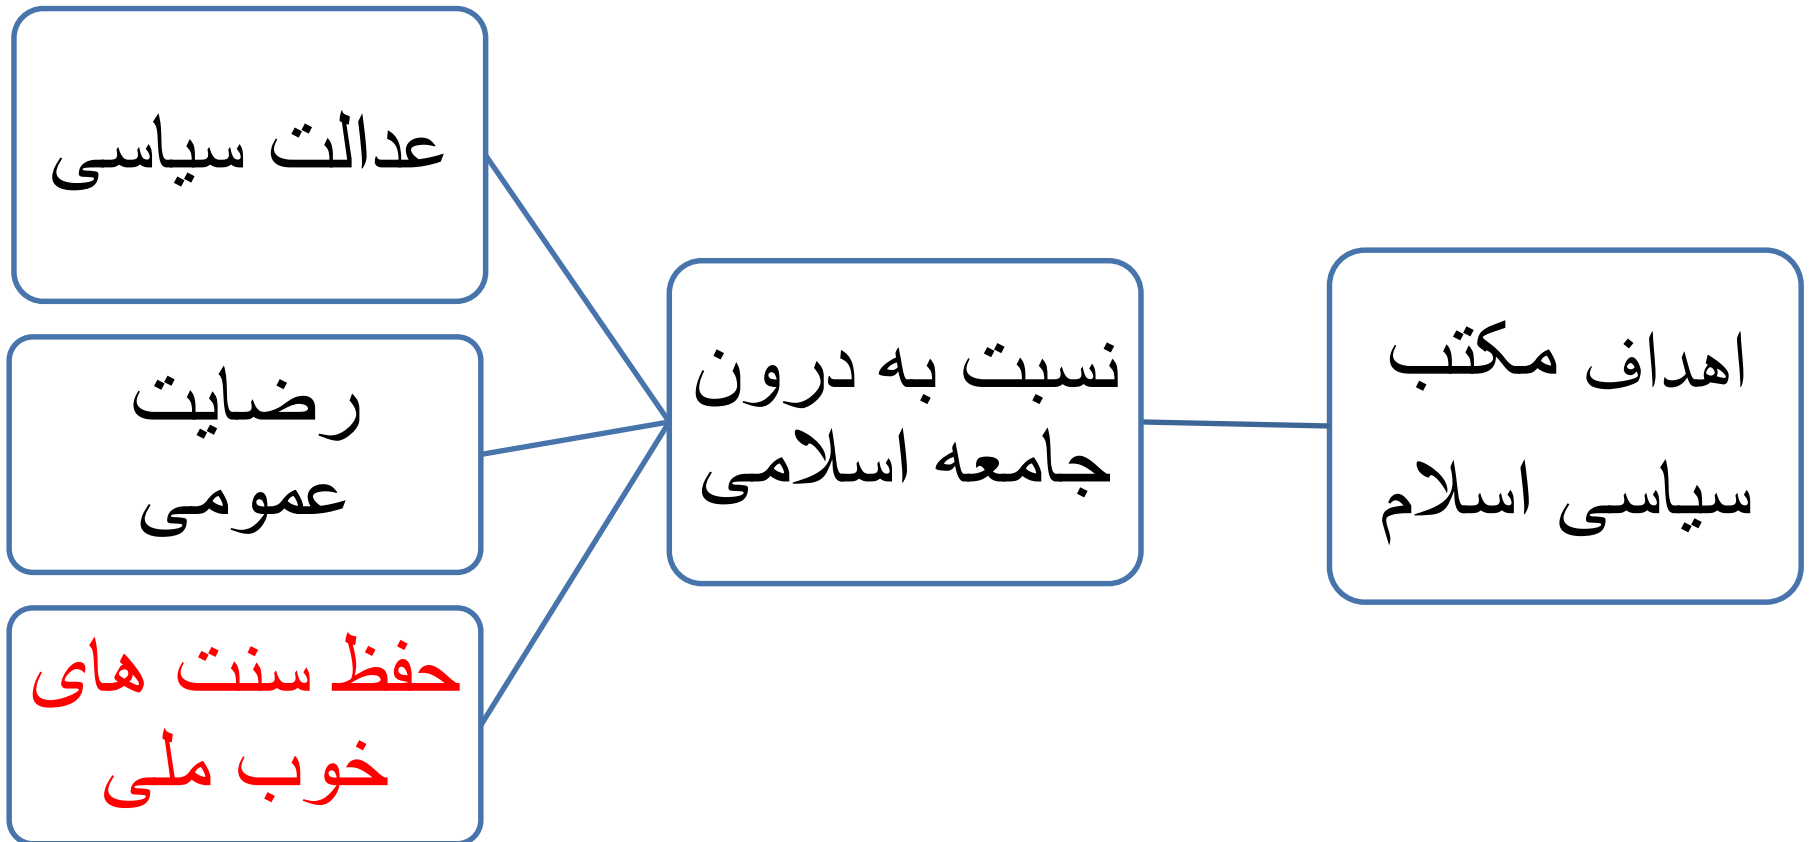 اهداف مکتب
سیاسی اسلام
نسبت به درون
جامعه اسلامی
عدالت سیاسی
رضایت
عمومی
حفظ سنت های
خوب ملی